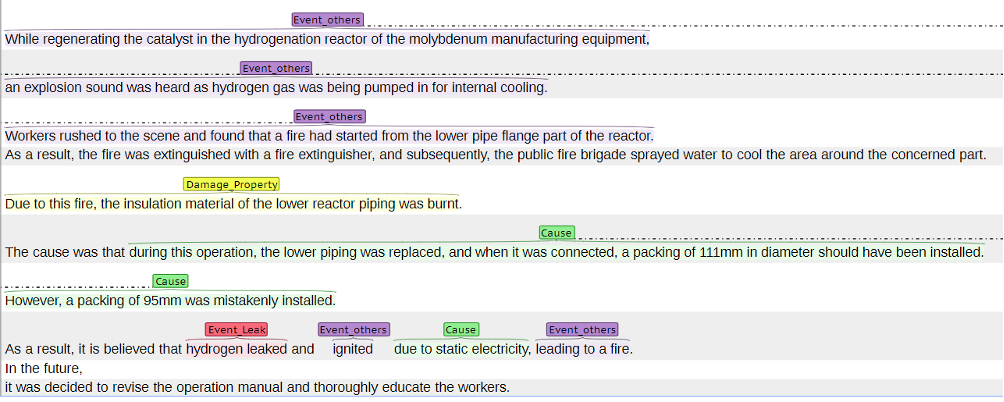 Event_others
While regenerating the catalyst in the hydrogenation reactor of the molybdenum manufacturing equipment,
Event_others
an explosion sound was heard as hydrogen gas was being pumped in for internal cooling.
Event_others
Workers rushed to the scene and found that a fire had started from the lower pipe flange part of the reactor.
As a result, the fire was extinguished with a fire extinguisher, and subsequently, the public fire brigade sprayed water to cool the area around the concerned part.
Damage_Property
Due to this fire, the insulation material of the lower reactor piping was burnt.
Cause
The cause was that during this operation, the lower piping was replaced, and when it was connected, a packing of 111mm in diameter should have been installed.
Cause
However, a packing of 95mm was mistakenly installed.
Event_Leak Event_others Cause Event_others
As a result, it is believed that hydrogen leaked and ignited due to static electricity, leading to a fire.
In the future,
it was decided to revise the operation manual and thoroughly educate the workers.